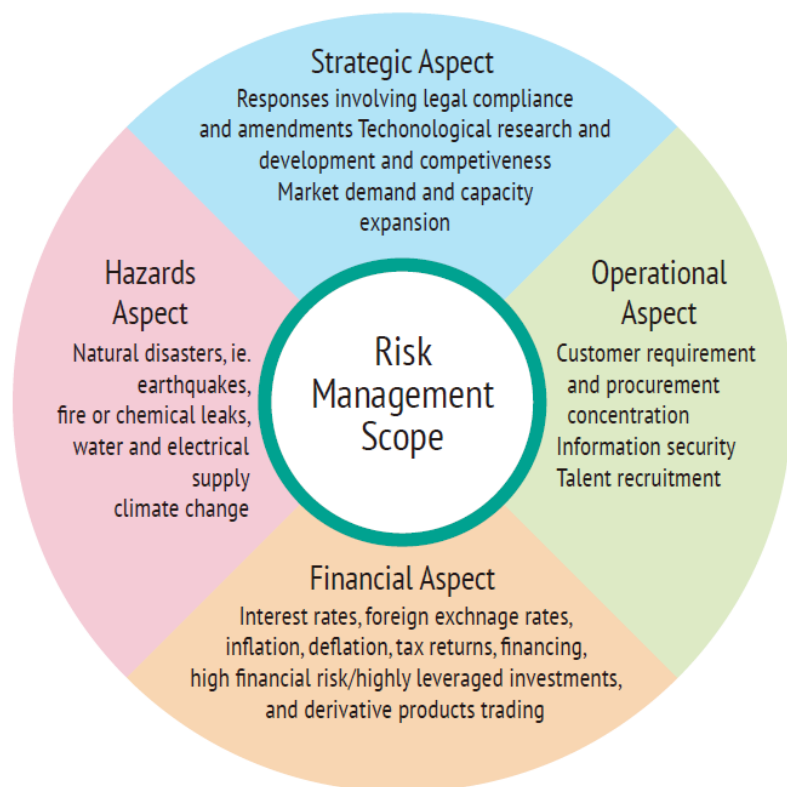 Strategic Aspect
Responses involving legal compliance
and amendments Techonological research and
development and competiveness
Market demand and capacity
expansion
Hazards
Aspect
Natural disasters, ie.
earthquakes,
fire or chemical leaks,
water and electrical
supply
climate change
Risk
Management
Scope
Operational
Aspect
Customer requirement
and procurement
concentration
Information security
Talent recruitment
Financial Aspect
Interest rates, foreign exchnage rates,
inflation, deflation, tax returns, financing,
high financial risk/highly leveraged investments,
and derivative products trading